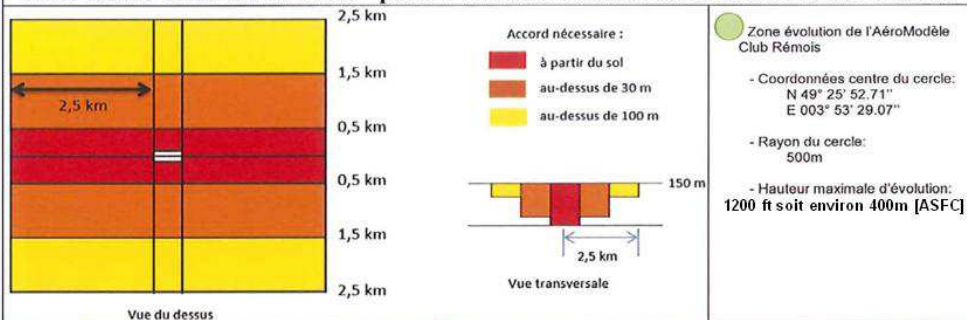 2,5 km
1,5 km
0,5 km
0,5 km
1,5 km
2,5 km
2,5 km
Vue du dessus
Accord nécessaire :
à partir du sol
au-dessus de 30 m
au-dessus de 100 m
150 m
2,5 km
Vue transversale
Zone évolution de l'AéroModèle
Club Rémois
- Coordonnées centre du cercle:
N 49° 25' 52.71"
E 003° 53' 29.07"
- Rayon du cercle:
500m
- Hauteur maximale d'évolution:
1200 ft soit environ 400m [ASFC]